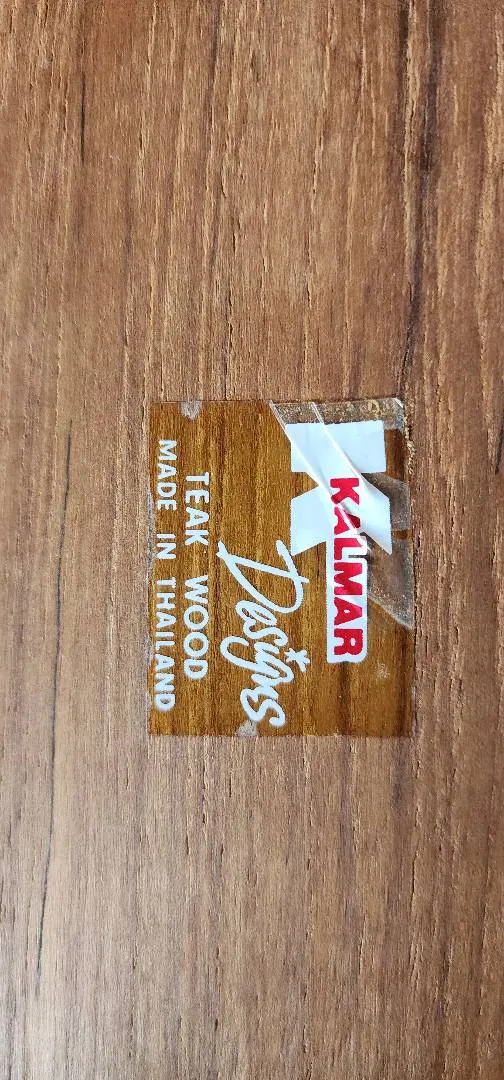 KALMAR
Designs
TEAK WOOD
MADE IN THAILAND